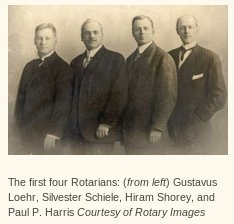 The first four Rotarians: (from left) Gustavus
Loehr, Silvester Schiele, Hiram Shorey, and
Paul P. Harris Courtesy of Rotary Images